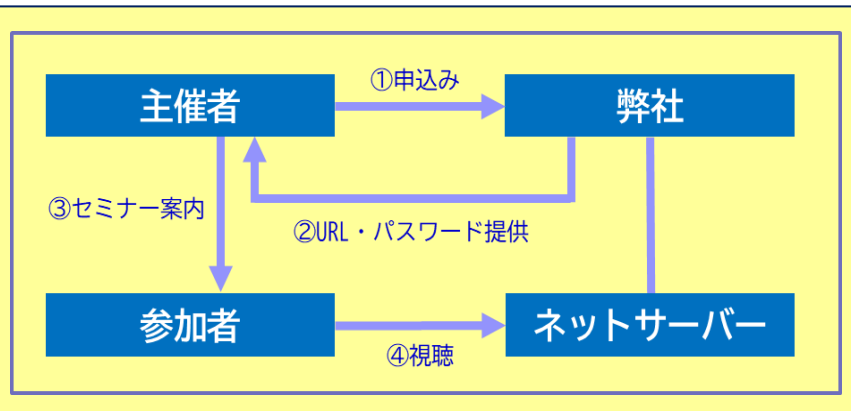 ①申込み
主催者
弊社
③セミナー案内
②URL・パスワード提供
参加者
ネットサーバー
④視聴